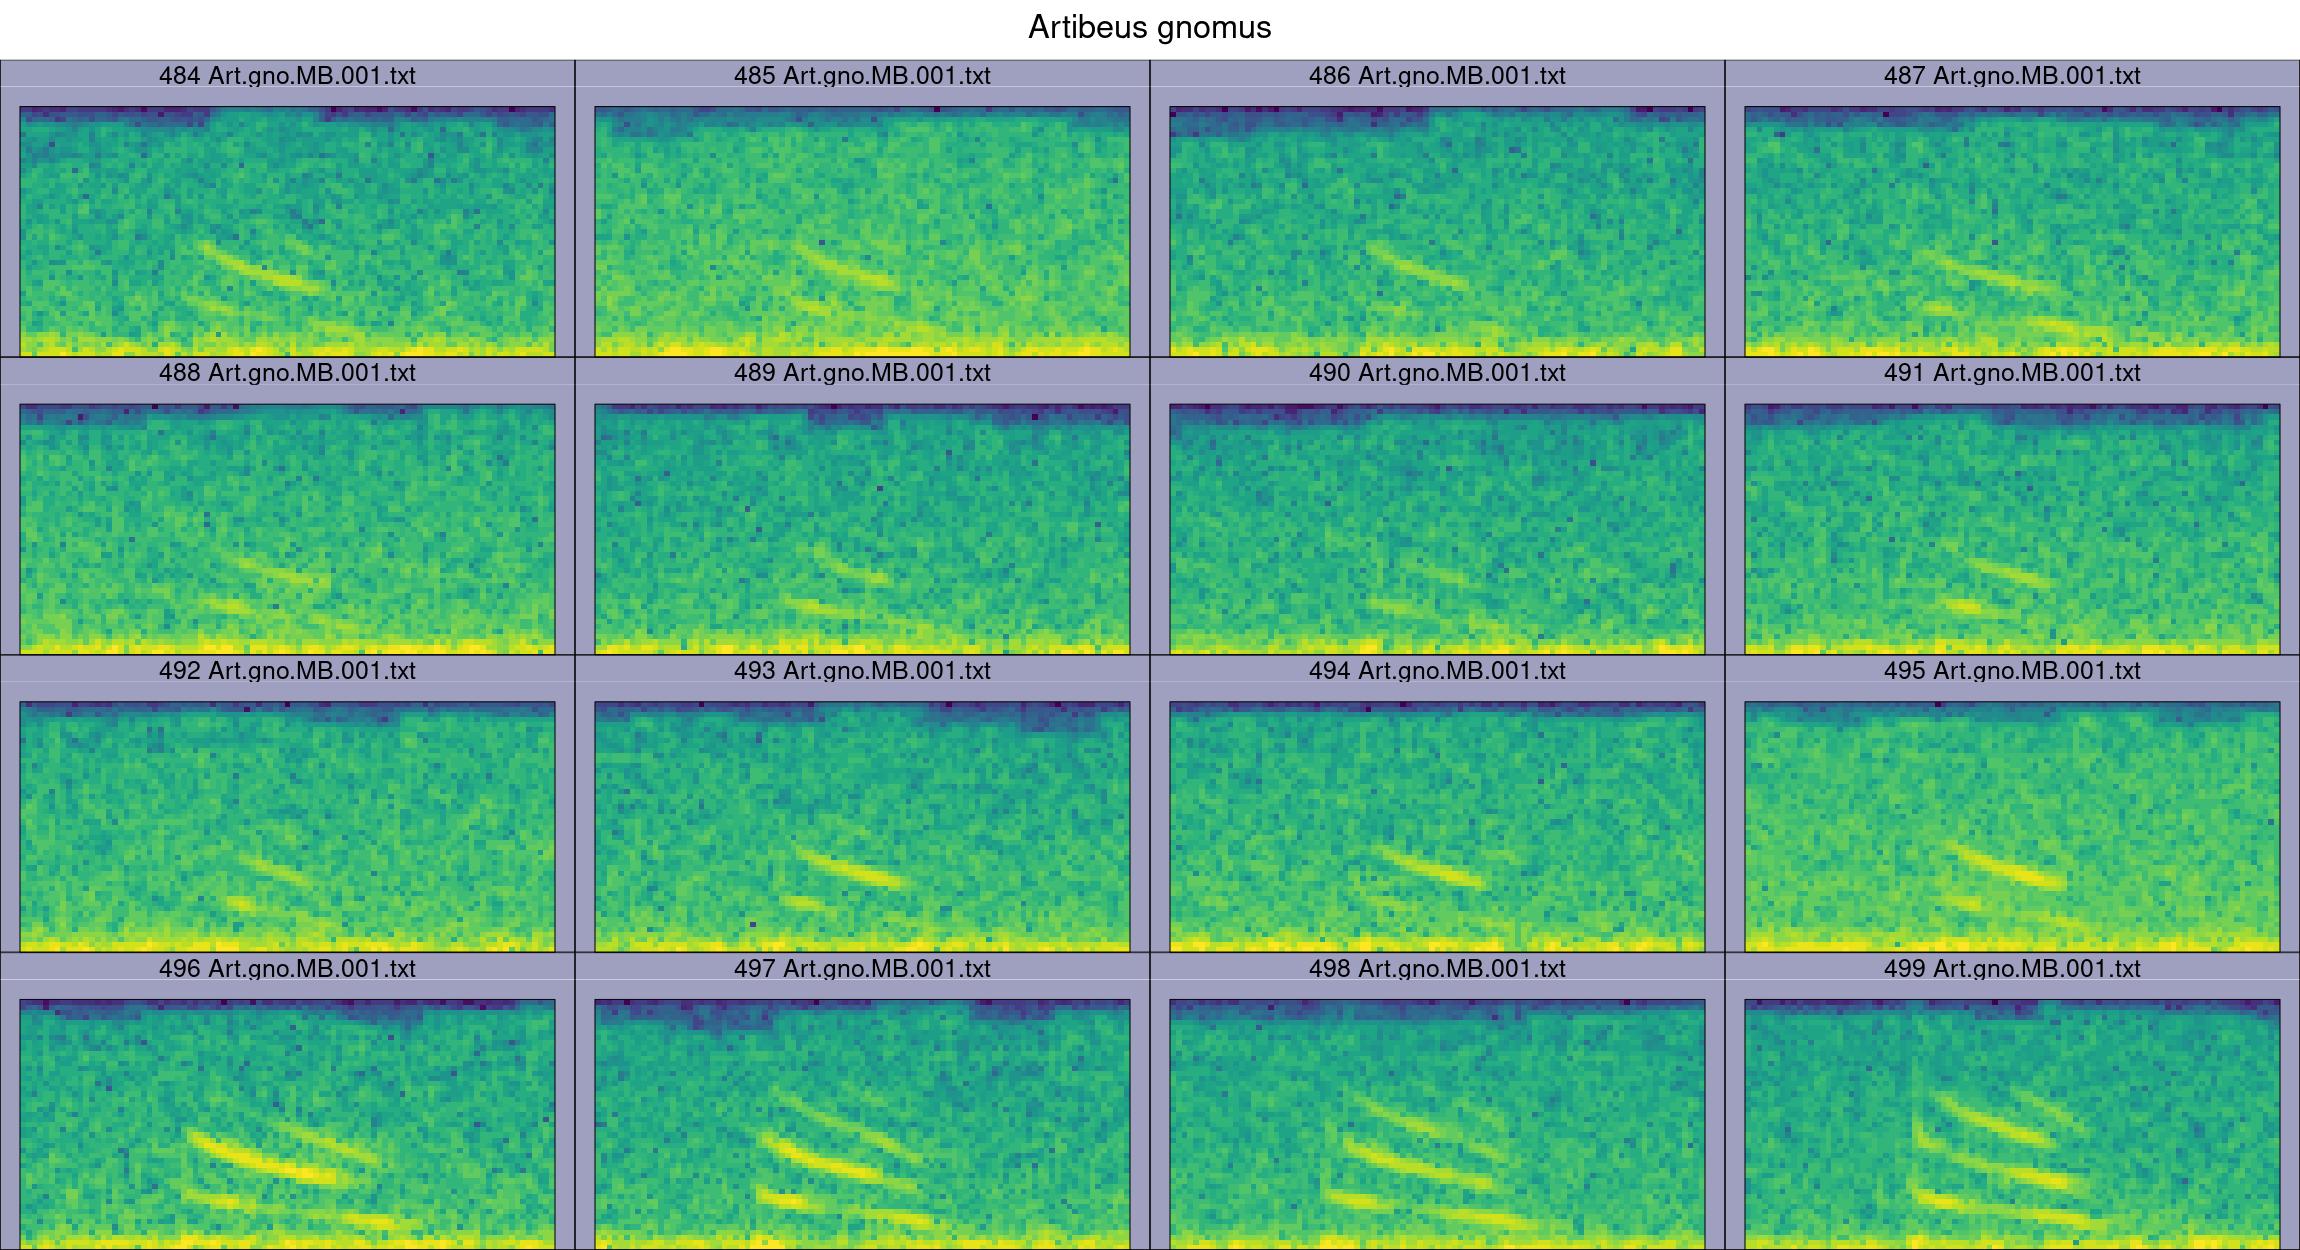 Artibeus gnomus
484 Art.gno.MB.001.txt
485 Art.gno.MB.001.txt
486 Art.gno.MB.001.txt
487 Art.gno.MB.001.txt
488 Art.gno.MB.001.txt
489 Art.gno.MB.001.txt
490 Art.gno.MB.001.txt
491 Art.gno.MB.001.txt
492 Art.gno.MB.001.txt
493 Art.gno.MB.001.txt
494 Art.gno.MB.001.txt
495 Art.gno.MB.001.txt
496 Art.gno.MB.001.txt
497 Art.gno.MB.001.txt
498 Art.gno.MB.001.txt
499 Art.gno.MB.001.txt